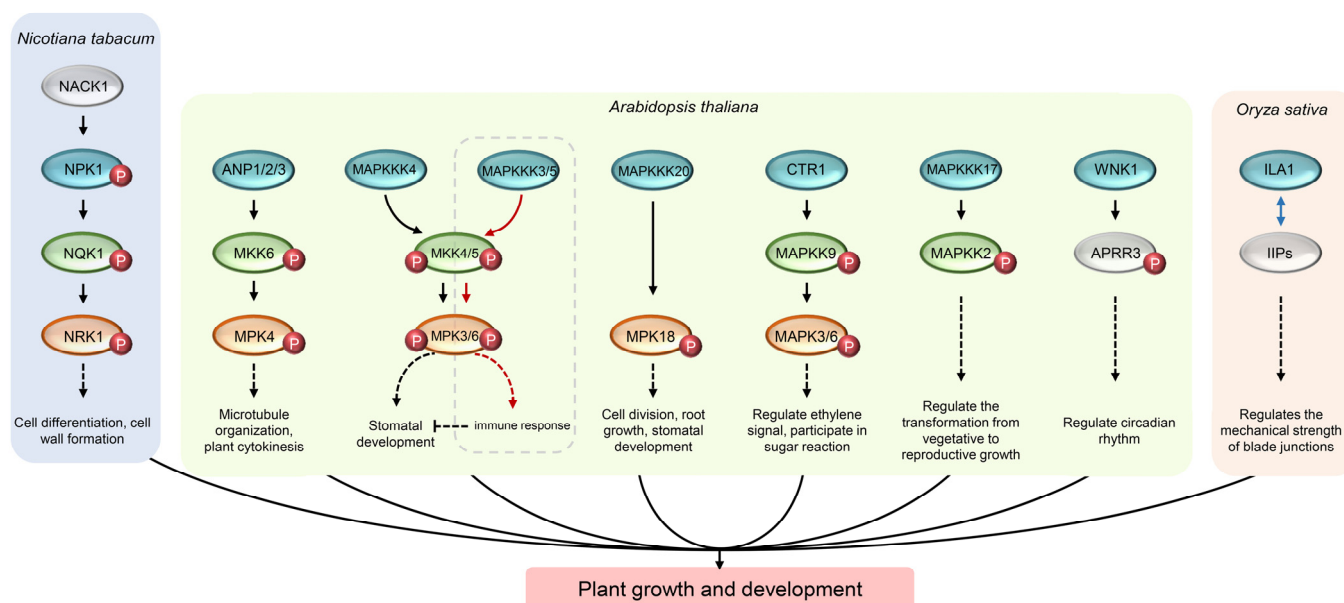 Nicotiana tabacum
NACK1
NPK1
P
NQK1
NRK1
P
Cell differentiation, cell
wall formation
Arabidopsis thaliana
ANP1/2/3
MKK6
P
MPK4
P
Microtubule
organization,
plant cytokinesis
MAPKKK4
MAPKKK3/5
P
MKK4/5
P
P
MPK3/6
P
Stomatal
development
immune response
MAPKKK20
MPK18
P
Cell division, root
growth, stomatal
development
CTR1
MAPKK9
P
MAPK3/6
P
Regulate ethylene
signal, participate in
sugar reaction
MAPKKK17
MAPKK2
P
Regulate the
transformation from
vegetative to
reproductive growth
WNK1
APRR3
P
Regulate circadian
rhythm
Oryza sativa
ILA1
IIPs
Regulates the
mechanical strength
of blade junctions
Plant growth and development